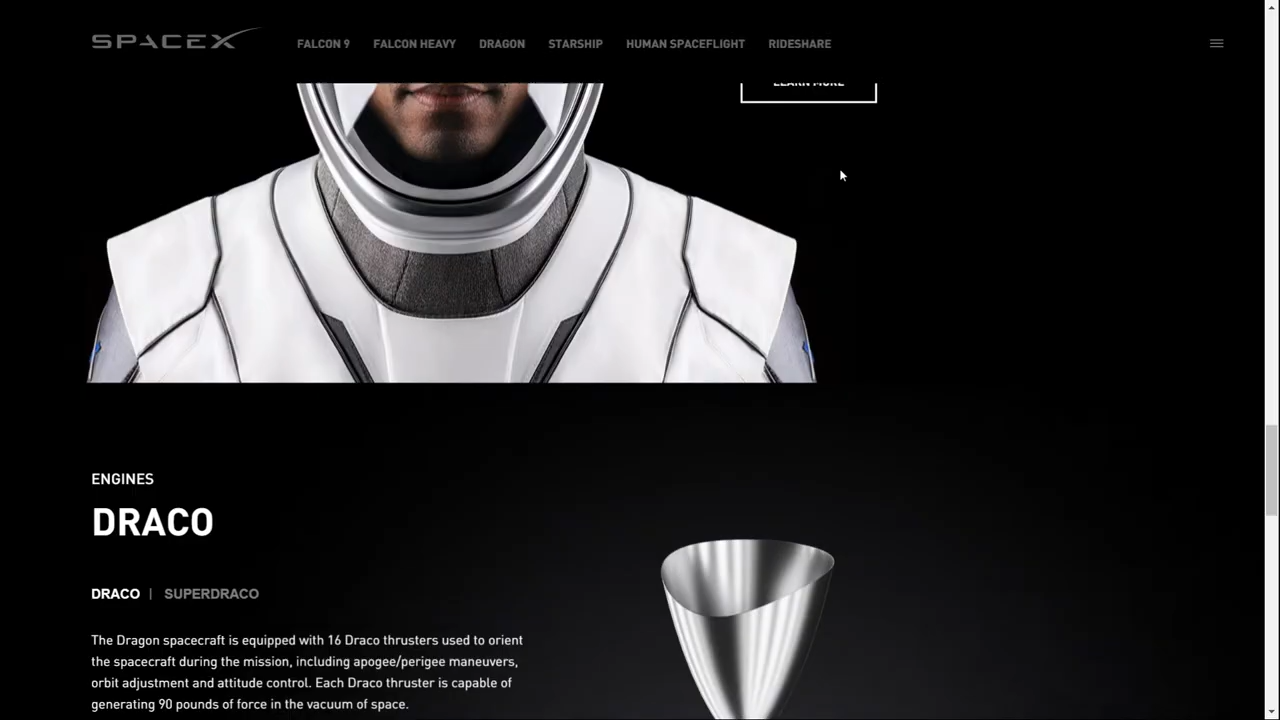 SPACEX
FALCON 9 FALCON HEAVY DRAGON STARSHIP HUMAN SPACEFLIGHT RIDESHARE
LEARN MORE
ENGINES
DRACO
DRACO | SUPERDRACO
The Dragon spacecraft is equipped with 16 Draco thrusters used to orient
the spacecraft during the mission, including apogee/perigee maneuvers,
orbit adjustment and attitude control. Each Draco thruster is capable of
generating 90 pounds of force in the vacuum of space.